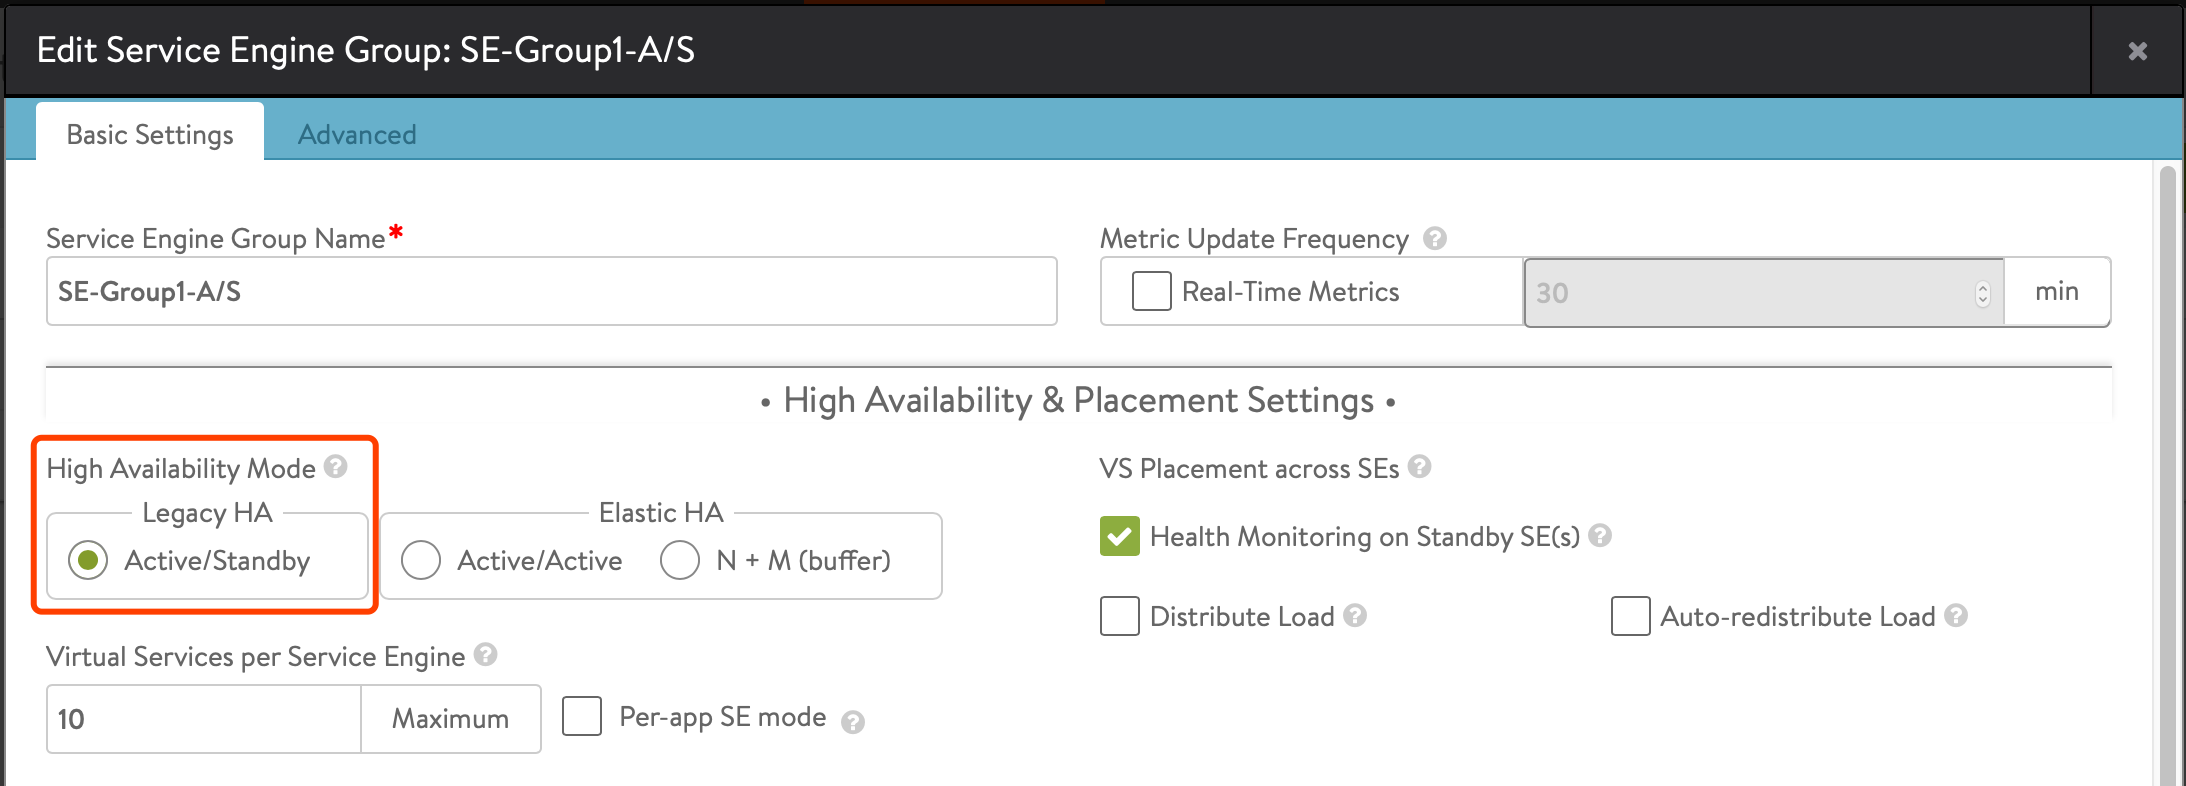 Edit Service Engine Group: SE-Group1-A/S
Basic Settings
Advanced
Service Engine Group Name*
SE-Group1-A/S
Metric Update Frequency ?
Real-Time Metrics
30
min
• High Availability & Placement Settings •
High Availability Mode ?
Legacy HA
Active/Standby
Elastic HA
Active/Active
N + M (buffer)
VS Placement across SEs ?
Health Monitoring on Standby SE(s) ?
Distribute Load ?
Auto-redistribute Load ?
Virtual Services per Service Engine ?
10
Maximum
Per-app SE mode ?